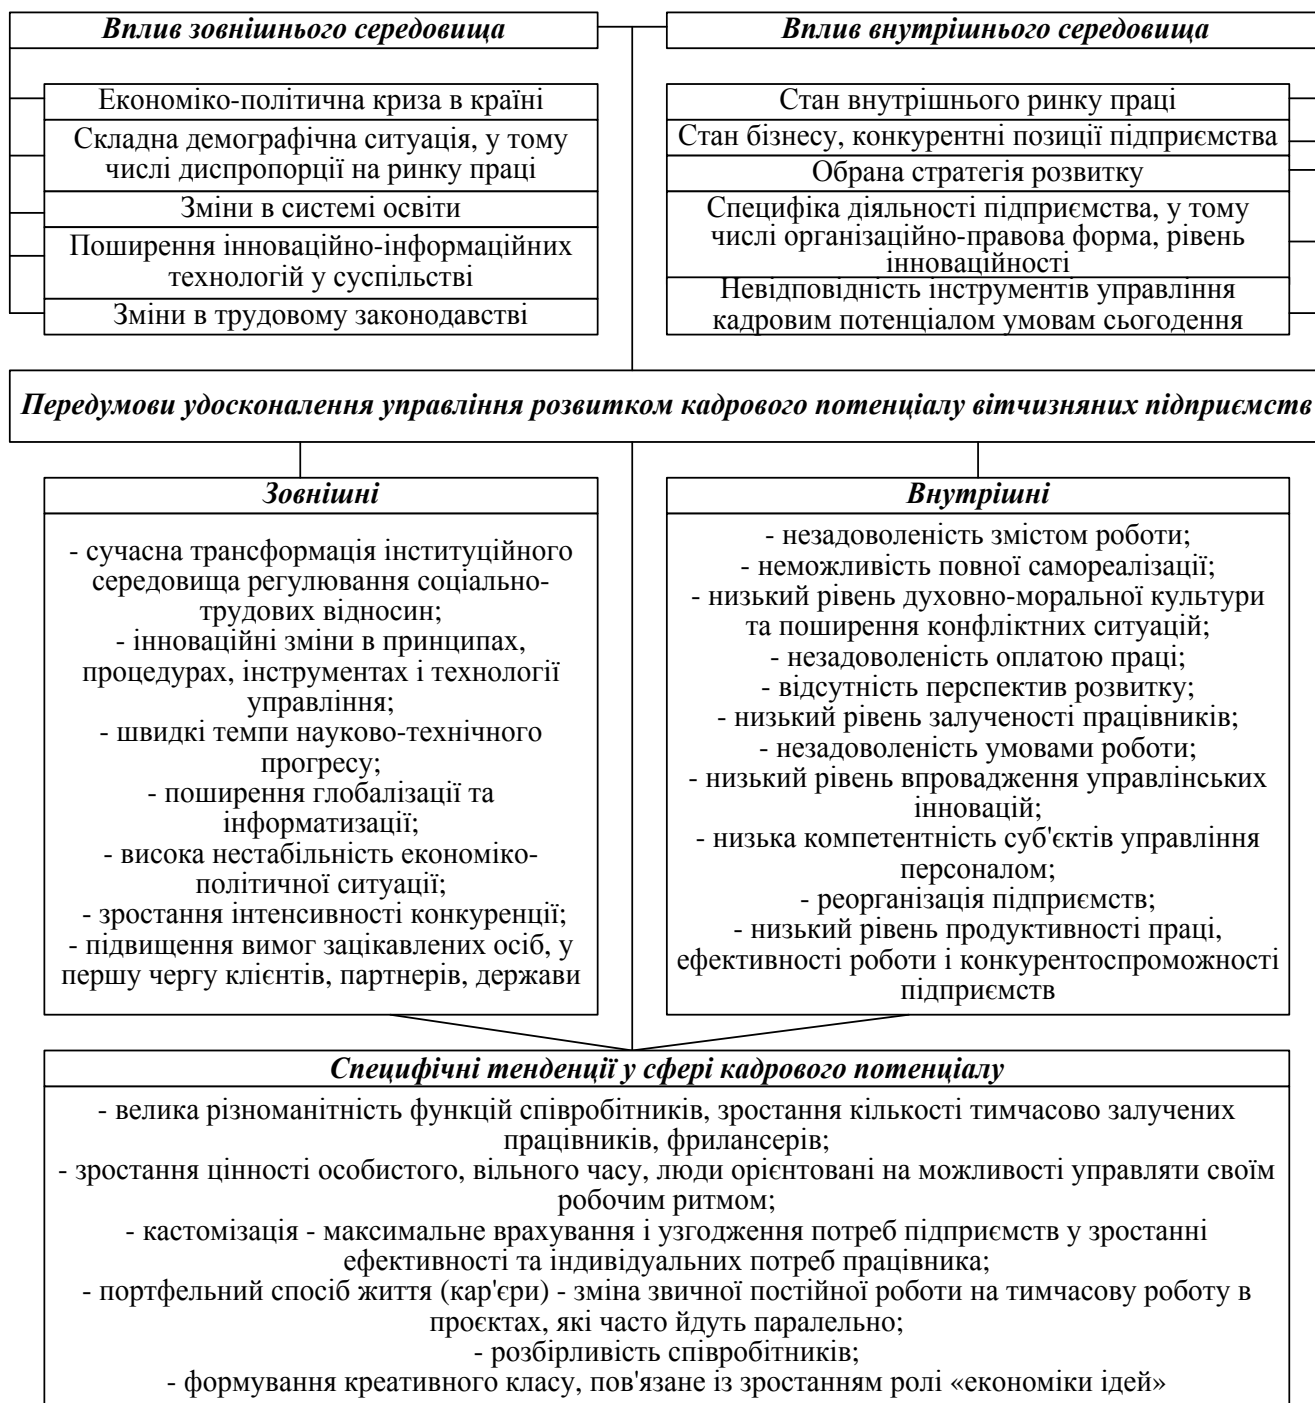 Вплив зовнішнього середовища
Економіко-політична криза в країні
Складна демографічна ситуація, у тому
числі диспропорції на ринку праці
Зміни в системі освіти
Поширення інноваційно-інформаційних
технологій у суспільстві
Зміни в трудовому законодавстві
Вплив внутрішнього середовища
Стан внутрішнього ринку праці
Стан бізнесу, конкурентні позиції підприємства
Обрана стратегія розвитку
Специфіка діяльності підприємства, у тому
числі організаційно-правова форма, рівень
інноваційності
Невідповідність інструментів управління
кадровим потенціалом умовам сьогодення
Передумови удосконалення управління розвитком кадрового потенціалу вітчизняних підприємств
Зовнішні
- сучасна трансформація інституційного
середовища регулювання соціально-
трудових відносин;
- інноваційні зміни в принципах,
процедурах, інструментах і технології
управління;
- швидкі темпи науково-технічного
прогресу;
- поширення глобалізації та
інформатизації;
- висока нестабільність економіко-
політичної ситуації;
- зростання інтенсивності конкуренції;
- підвищення вимог зацікавлених осіб, у
першу чергу клієнтів, партнерів, держави
Внутрішні
- незадоволеність змістом роботи;
- неможливість повної самореалізації;
- низький рівень духовно-моральної культури
та поширення конфліктних ситуацій;
- незадоволеність оплатою праці;
- відсутність перспектив розвитку;
- низький рівень залученості працівників;
- незадоволеність умовами роботи;
- низький рівень впровадження управлінських
інновацій;
- низька компетентність суб'єктів управління
персоналом;
- реорганізація підприємств;
- низький рівень продуктивності праці,
ефективності роботи і конкурентоспроможності
підприємств
Специфічні тенденції у сфері кадрового потенціалу
- велика різноманітність функцій співробітників, зростання кількості тимчасово залучених
працівників, фрилансерів;
- зростання цінності особистого, вільного часу, люди орієнтовані на можливості управляти своїм
робочим ритмом;
- кастомізація - максимальне врахування і узгодження потреб підприємств у зростанні
ефективності та індивідуальних потреб працівника;
- портфельний спосіб життя (кар'єри) - зміна звичної постійної роботи на тимчасову роботу в
проєктах, які часто йдуть паралельно;
- розбірливість співробітників;
- формування креативного класу, пов'язане із зростанням ролі «економіки ідей»